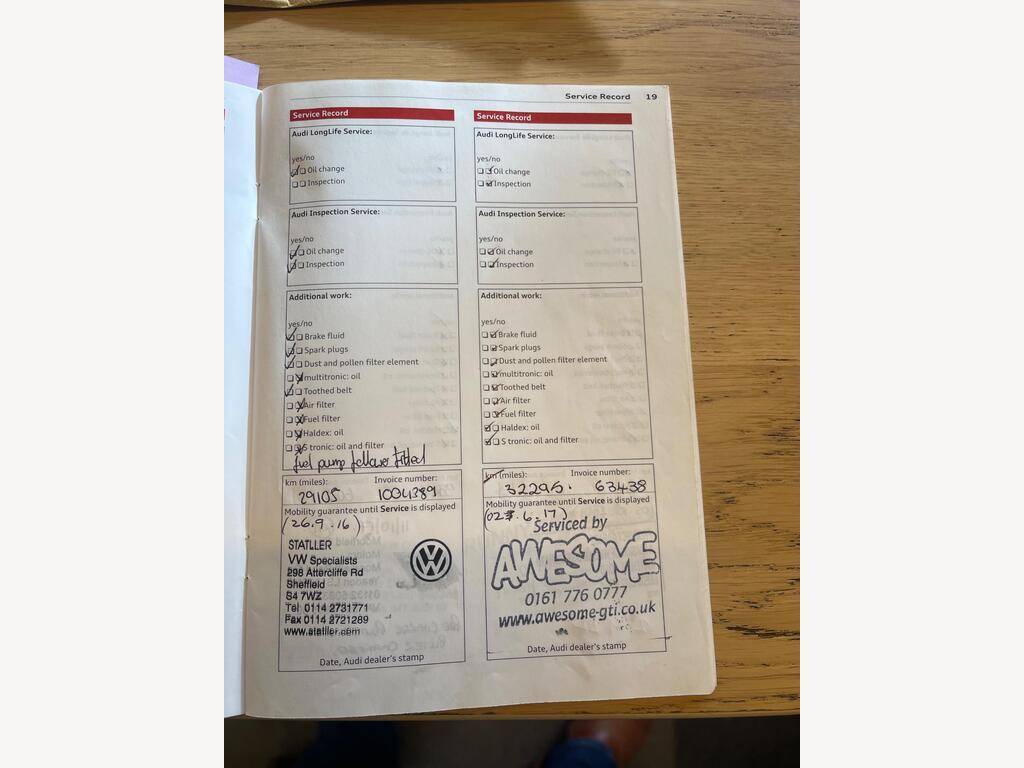 Service Record 19
Service Record
Audi LongLife Service:
yes/no
Oil change
Inspection
Audi Inspection Service:
yes/no
Oil change
Inspection
Additional work:
yes/no
Brake fluid
Spark plugs
Dust and pollen filter element
multitronic: oil
Toothed belt
Air filter
Fuel filter
Haldex: oil
S tronic: oil and filter
fuel pump follower fitted
km (miles): Invoice number:
29105 1004389
Mobility guarantee until Service is displayed
(26.9.16)
STATLLER
VW Specialists
298 Attercliffe Rd
Sheffield
S4 7WZ
Tel 0114 2731771
Fax 0114 2721289
www.statller.com
Date, Audi dealer's stamp
Service Record
Audi LongLife Service:
yes/no
Oil change
Inspection
Audi Inspection Service:
yes/no
Oil change
Inspection
Additional work:
yes/no
Brake fluid
Spark plugs
Dust and pollen filter element
multitronic: oil
Toothed belt
Air filter
Fuel filter
Haldex: oil
S tronic: oil and filter
km (miles): Invoice number:
32295. 63438
Mobility guarantee until Service is displayed
Serviced by
AWESOME
0161 776 0777
www.awesome-gti.co.uk
Date, Audi dealer's stamp